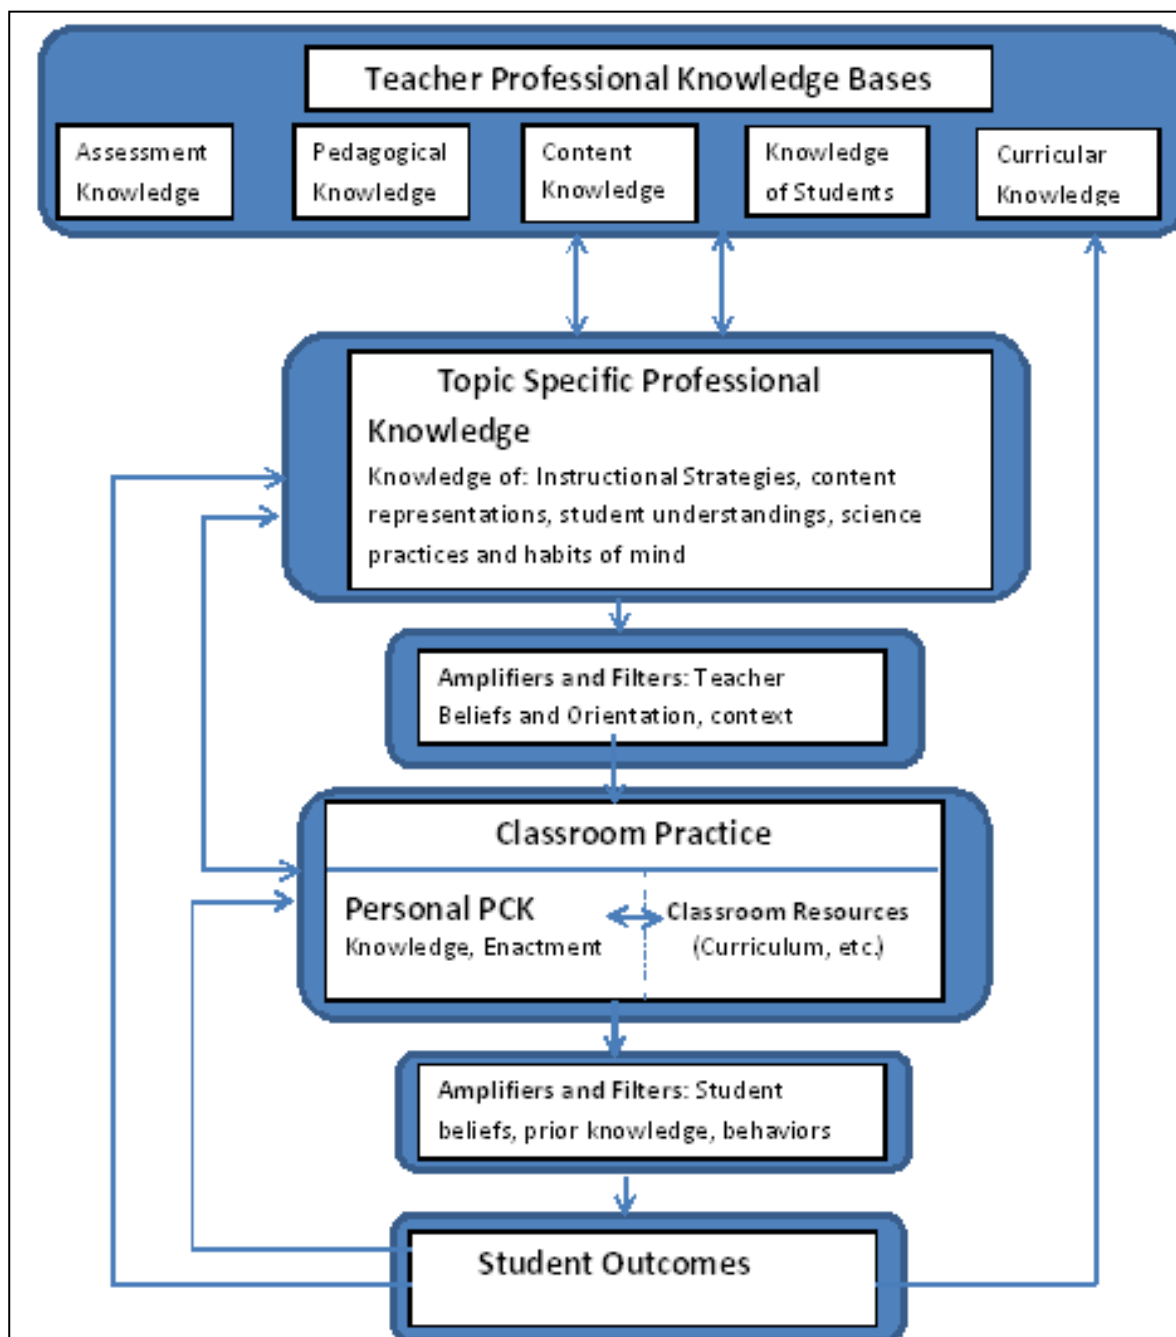 Teacher Professional Knowledge Bases
Assessment
Knowledge
Pedagogical
Knowledge
Content
Knowledge
Knowledge
of Students
Curricular
Knowledge
Topic Specific Professional
Knowledge
Knowledge of: Instructional Strategies, content
representations, student understandings, science
practices and habits of mind
Amplifiers and Filters: Teacher
Beliefs and Orientation, context
Classroom Practice
Personal PCK
Knowledge, Enactment
Classroom Resources
(Curriculum, etc.)
Amplifiers and Filters: Student
beliefs, prior knowledge, behaviors
Student Outcomes